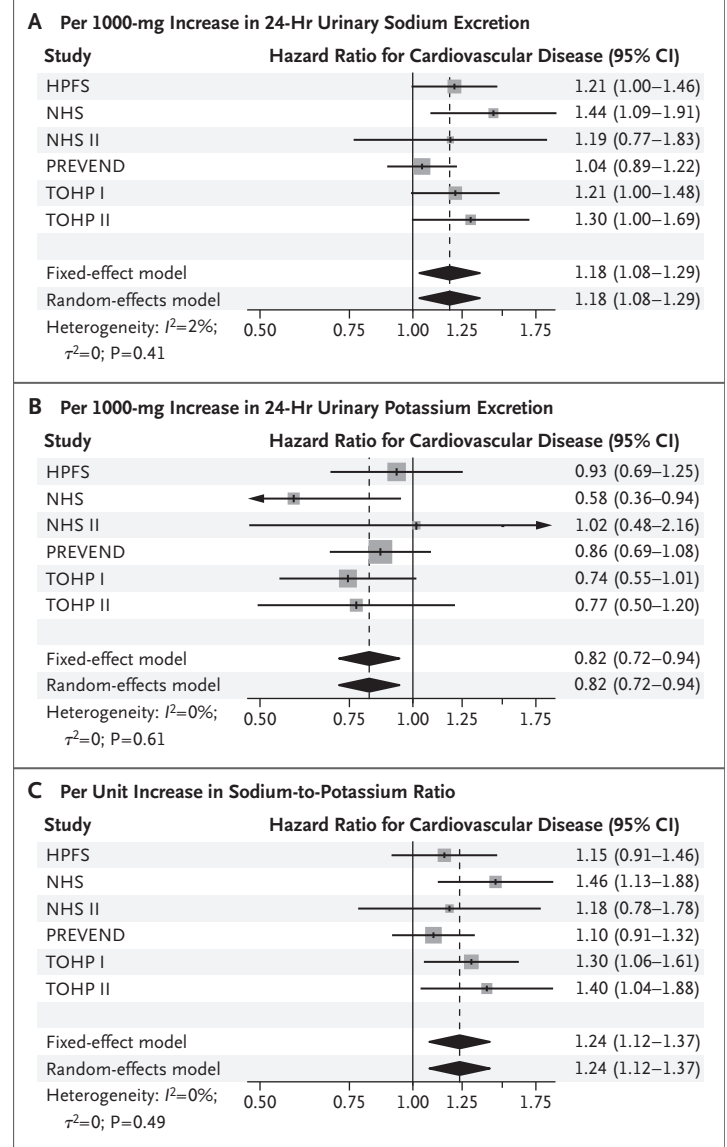 A Per 1000-mg Increase in 24-Hr Urinary Sodium Excretion
Study Hazard Ratio for Cardiovascular Disease (95% CI)
HPFS 1.21 (1.00–1.46)
NHS 1.44 (1.09–1.91)
NHS II 1.19 (0.77–1.83)
PREVEND 1.04 (0.89–1.22)
TOHP I 1.21 (1.00–1.48)
TOHP II 1.30 (1.00–1.69)
Fixed-effect model 1.18 (1.08–1.29)
Random-effects model 1.18 (1.08–1.29)
Heterogeneity: I²=2%; 0.50 0.75 1.00 1.25 1.75
τ²=0; P=0.41
B Per 1000-mg Increase in 24-Hr Urinary Potassium Excretion
Study Hazard Ratio for Cardiovascular Disease (95% CI)
HPFS 0.93 (0.69–1.25)
NHS 0.58 (0.36–0.94)
NHS II 1.02 (0.48–2.16)
PREVEND 0.86 (0.69–1.08)
TOHP I 0.74 (0.55–1.01)
TOHP II 0.77 (0.50–1.20)
Fixed-effect model 0.82 (0.72–0.94)
Random-effects model 0.82 (0.72–0.94)
Heterogeneity: I²=0%; 0.50 0.75 1.00 1.25 1.75
τ²=0; P=0.61
C Per Unit Increase in Sodium-to-Potassium Ratio
Study Hazard Ratio for Cardiovascular Disease (95% CI)
HPFS 1.15 (0.91–1.46)
NHS 1.46 (1.13–1.88)
NHS II 1.18 (0.78–1.78)
PREVEND 1.10 (0.91–1.32)
TOHP I 1.30 (1.06–1.61)
TOHP II 1.40 (1.04–1.88)
Fixed-effect model 1.24 (1.12–1.37)
Random-effects model 1.24 (1.12–1.37)
Heterogeneity: I²=0%; 0.50 0.75 1.00 1.25 1.75
τ²=0; P=0.49